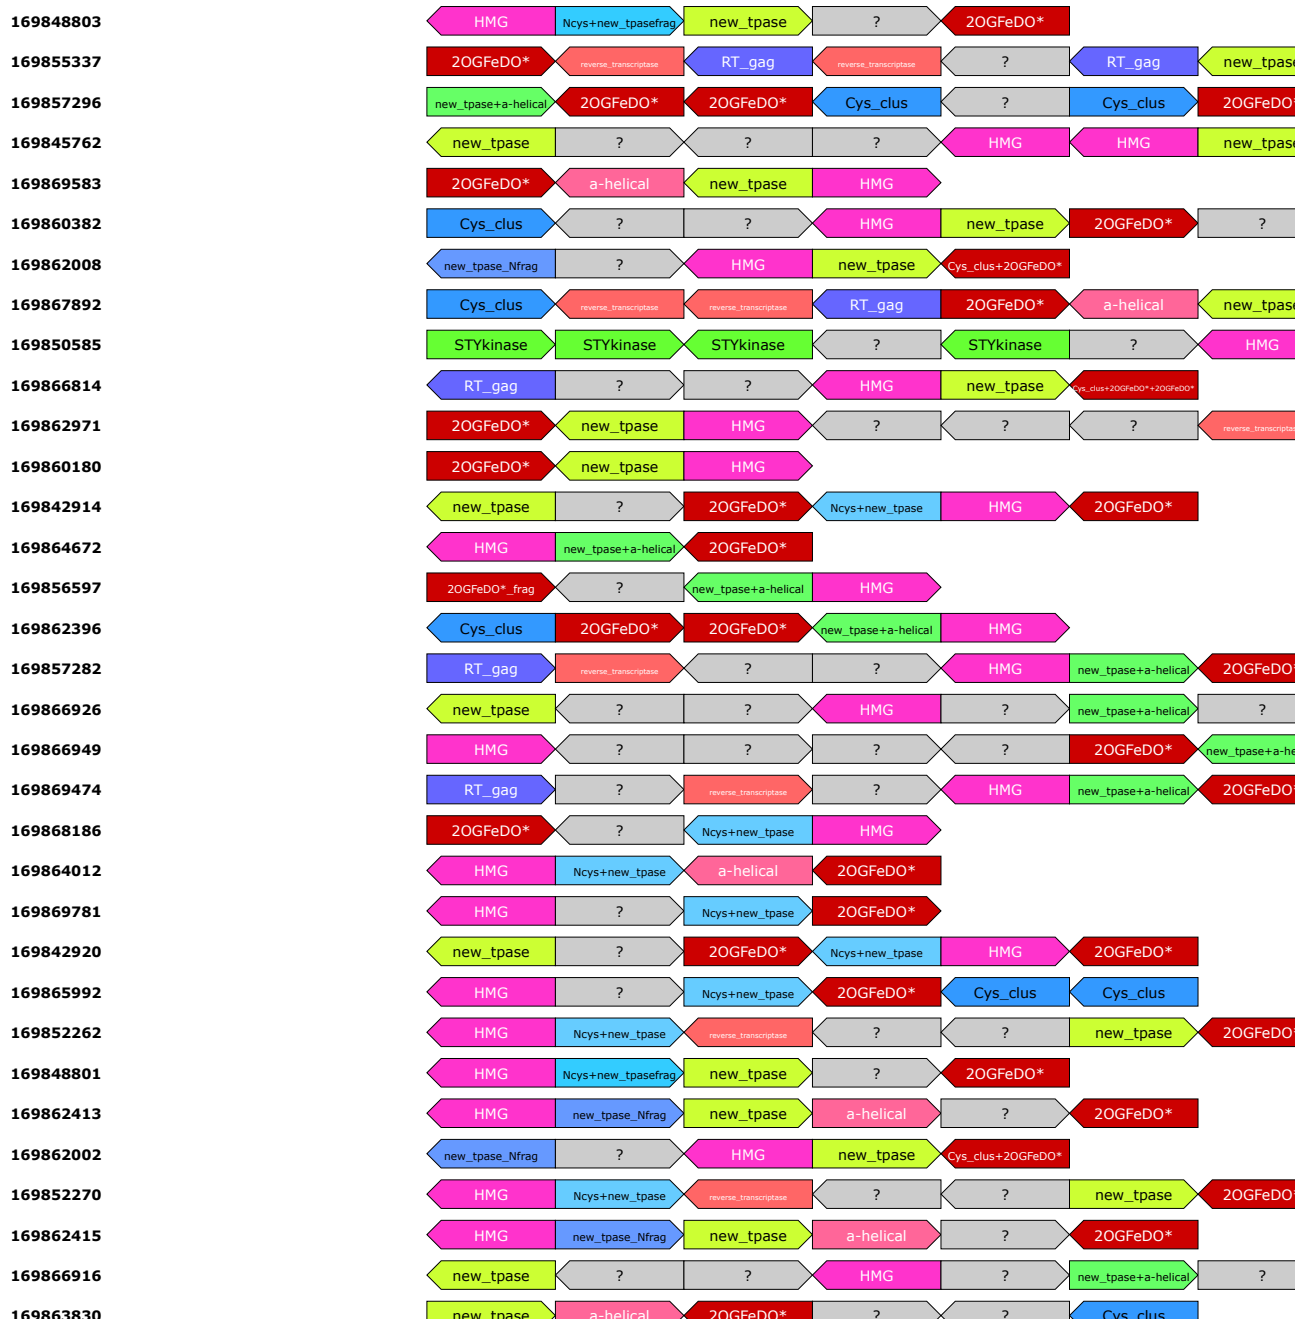 169848803 HMG Ncys+new_tpasefrag new_tpase ? 2OGFeDO*
169855337 2OGFeDO* reverse_transcriptase RT_gag reverse_transcriptase ? RT_gag new_tpase
169857296 new_tpase+a-helical 2OGFeDO* 2OGFeDO* Cys_clus ? Cys_clus 2OGFeDO*
169845762 new_tpase ? ? ? HMG HMG new_tpase
169869583 2OGFeDO* a-helical new_tpase HMG
169860382 Cys_clus ? ? HMG new_tpase 2OGFeDO* ?
169862008 new_tpase_Nfrag ? HMG new_tpase Cys_clus+2OGFeDO*
169867892 Cys_clus reverse_transcriptase reverse_transcriptase RT_gag 2OGFeDO* a-helical new_tpase
169850585 STYkinase STYkinase STYkinase ? STYkinase ? HMG
169866814 RT_gag ? ? HMG new_tpase Cys_clus+2OGFeDO*+2OGFeDO*
169862971 2OGFeDO* new_tpase HMG ? ? ? reverse_transcriptase
169860180 2OGFeDO* new_tpase HMG
169842914 new_tpase ? 2OGFeDO* Ncys+new_tpase HMG 2OGFeDO*
169864672 HMG new_tpase+a-helical 2OGFeDO*
169856597 2OGFeDO*_frag ? new_tpase+a-helical HMG
169862396 Cys_clus 2OGFeDO* 2OGFeDO* new_tpase+a-helical HMG
169857282 RT_gag reverse_transcriptase ? ? HMG new_tpase+a-helical 2OGFeDO*
169866926 new_tpase ? ? HMG ? new_tpase+a-helical ?
169866949 HMG ? ? ? ? 2OGFeDO* new_tpase+a-he
169869474 RT_gag ? reverse_transcriptase ? HMG new_tpase+a-helical 2OGFeDO*
169868186 2OGFeDO* ? Ncys+new_tpase HMG
169864012 HMG Ncys+new_tpase a-helical 2OGFeDO*
169869781 HMG ? Ncys+new_tpase 2OGFeDO*
169842920 new_tpase ? 2OGFeDO* Ncys+new_tpase HMG 2OGFeDO*
169865992 HMG ? Ncys+new_tpase 2OGFeDO* Cys_clus Cys_clus
169852262 HMG Ncys+new_tpase reverse_transcriptase ? ? new_tpase 2OGFeDO*
169848801 HMG Ncys+new_tpasefrag new_tpase ? 2OGFeDO*
169862413 HMG new_tpase_Nfrag new_tpase a-helical ? 2OGFeDO*
169862002 new_tpase_Nfrag ? HMG new_tpase Cys_clus+2OGFeDO*
169852270 HMG Ncys+new_tpase reverse_transcriptase ? ? new_tpase 2OGFeDO*
169862415 HMG new_tpase_Nfrag new_tpase a-helical ? 2OGFeDO*
169866916 new_tpase ? ? HMG ? new_tpase+a-helical ?
169863830 new_tpase a-helical 2OGFeDO* ? ? Cys_clus